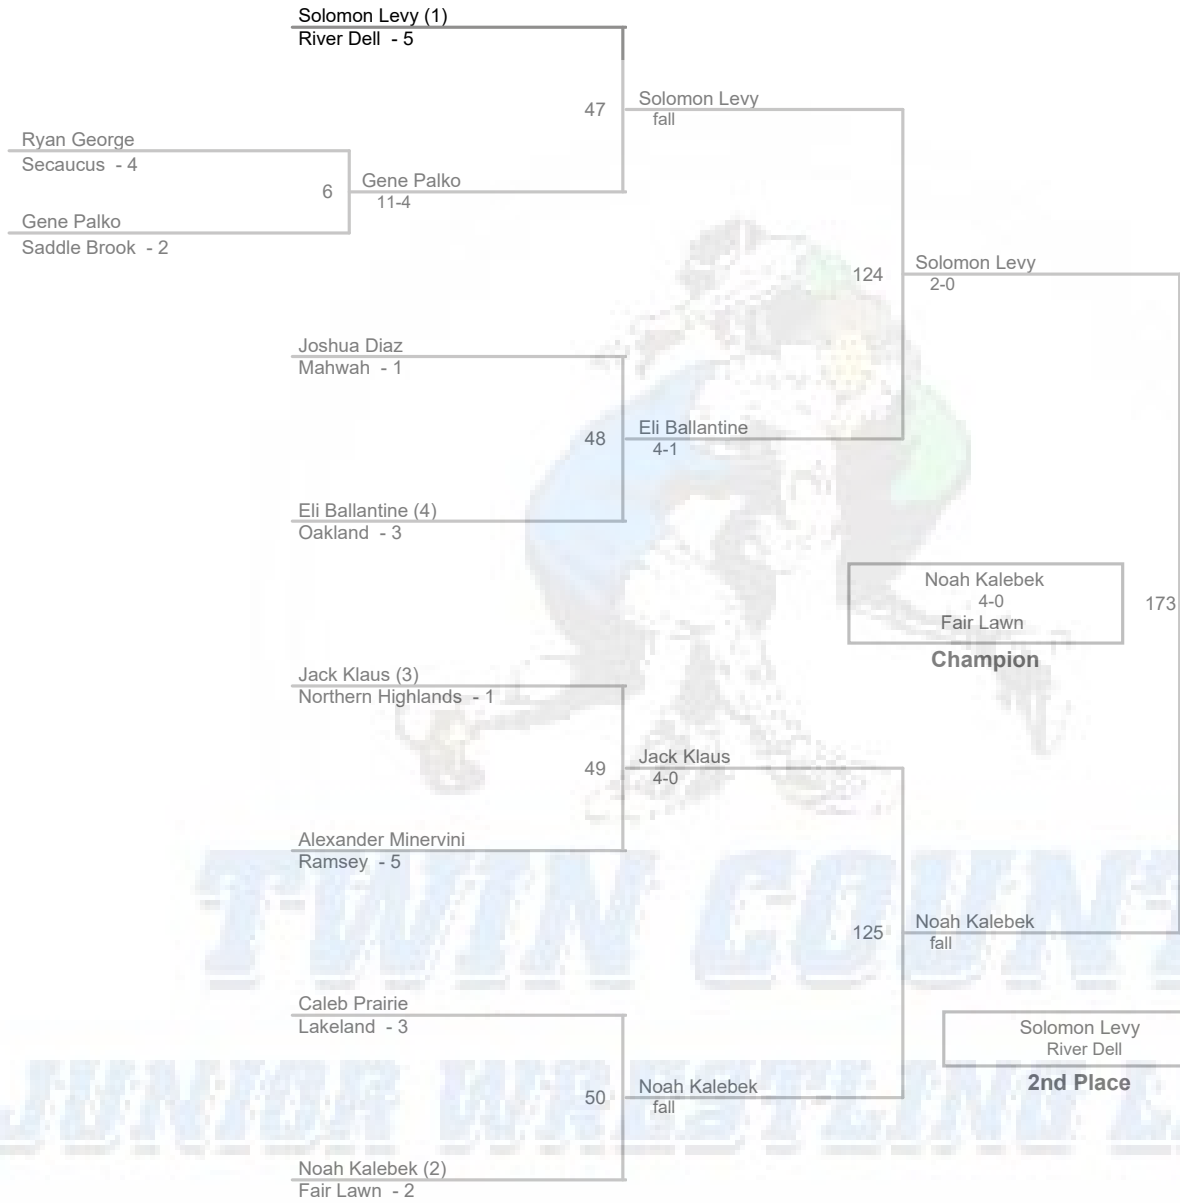 Solomon Levy (1)
River Dell - 5
47
Solomon Levy
fall
Ryan George
Secaucus - 4
6
Gene Palko
11-4
Gene Palko
Saddle Brook - 2
124
Solomon Levy
2-0
Joshua Diaz
Mahwah - 1
48
Eli Ballantine
4-1
Eli Ballantine (4)
Oakland - 3
Noah Kalebek
4-0
Fair Lawn
173
Champion
Jack Klaus (3)
Northern Highlands - 1
49
Jack Klaus
4-0
Alexander Minervini
Ramsey - 5
125
Noah Kalebek
fall
Caleb Prairie
Lakeland - 3
Solomon Levy
River Dell
2nd Place
50
Noah Kalebek
fall
Noah Kalebek (2)
Fair Lawn - 2
TWIN COUNT
JUNIOR WRESTLING